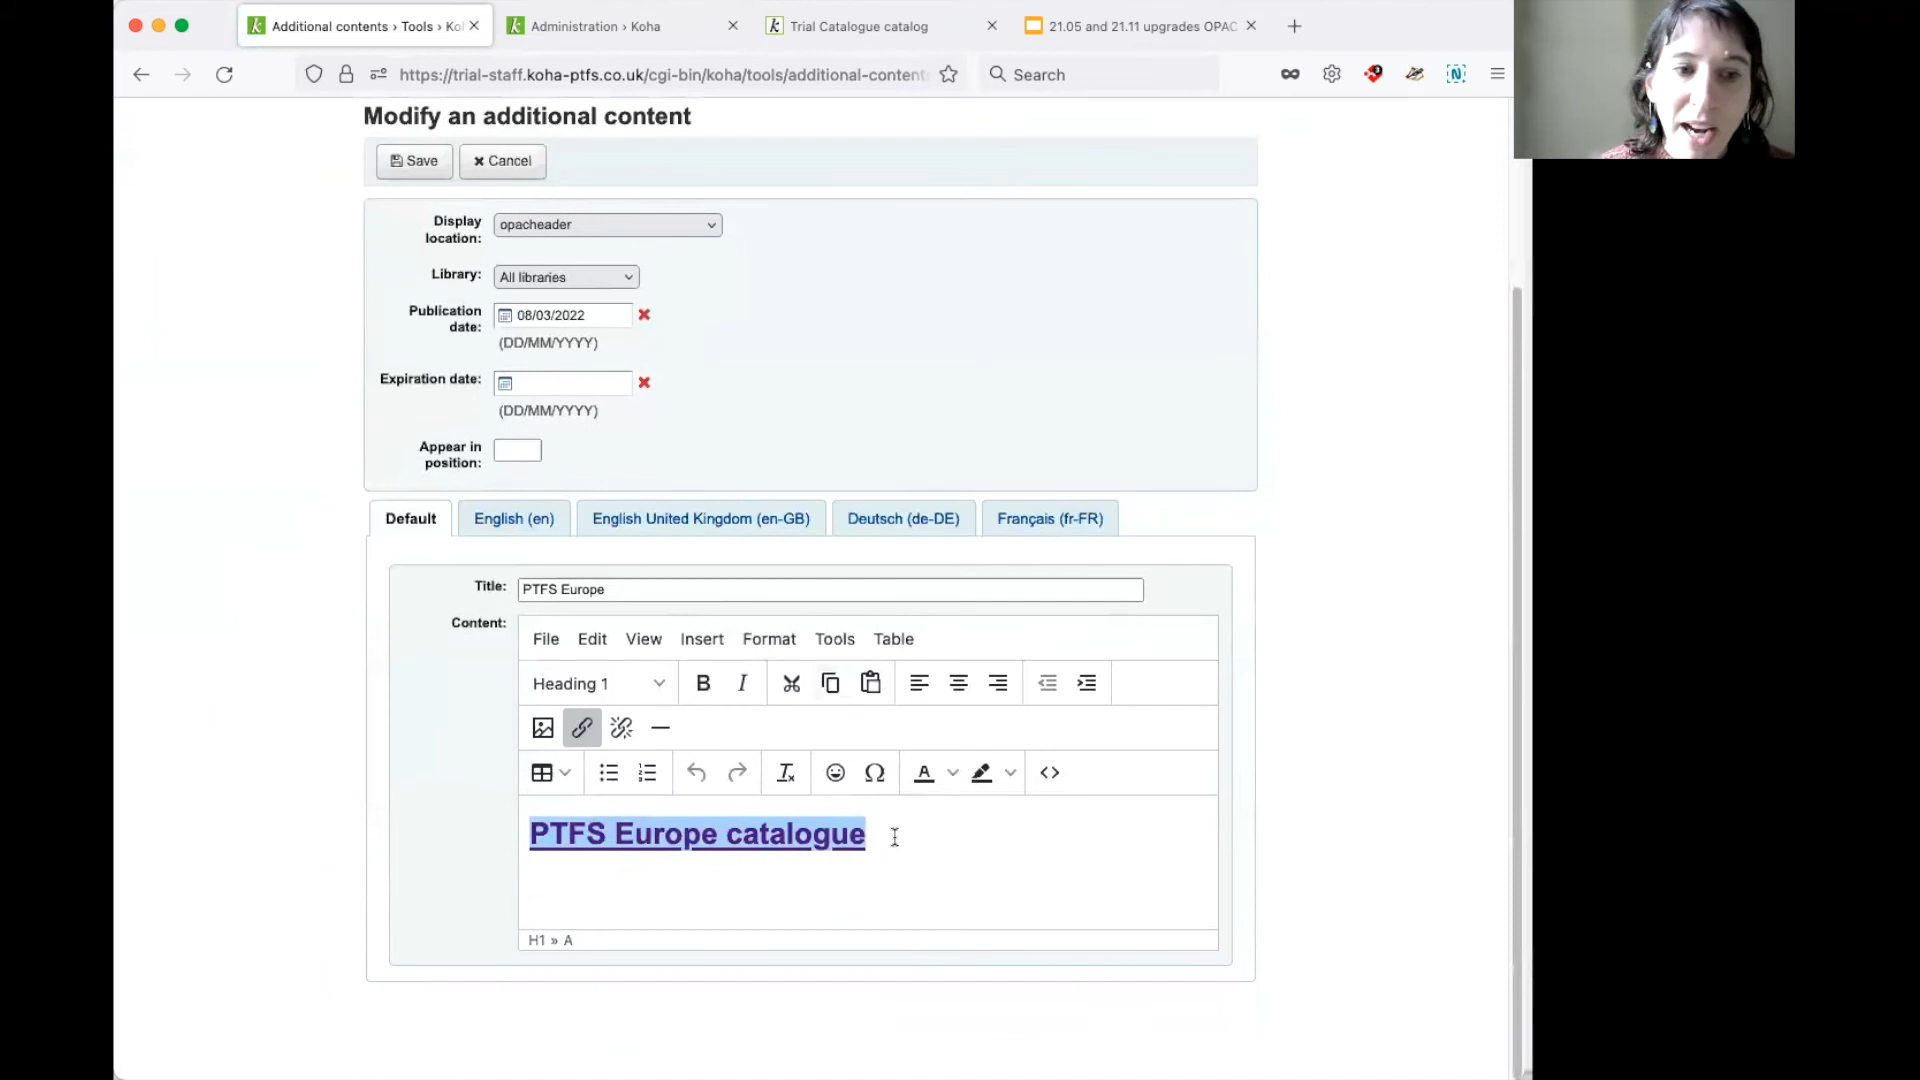 Additional contents › Tools › Ko
Administration › Koha
Trial Catalogue catalog
21.05 and 21.11 upgrades OPAC
https://trial-staff.koha-ptfs.co.uk/cgi-bin/koha/tools/additional-content
Search
Modify an additional content
Save
Cancel
Display location:
opacheader
Library:
All libraries
Publication date:
08/03/2022
(DD/MM/YYYY)
Expiration date:
(DD/MM/YYYY)
Appear in position:
Default
English (en)
English United Kingdom (en-GB)
Deutsch (de-DE)
Français (fr-FR)
Title:
PTFS Europe
Content:
File Edit View Insert Format Tools Table
Heading 1
PTFS Europe catalogue
H1 » A